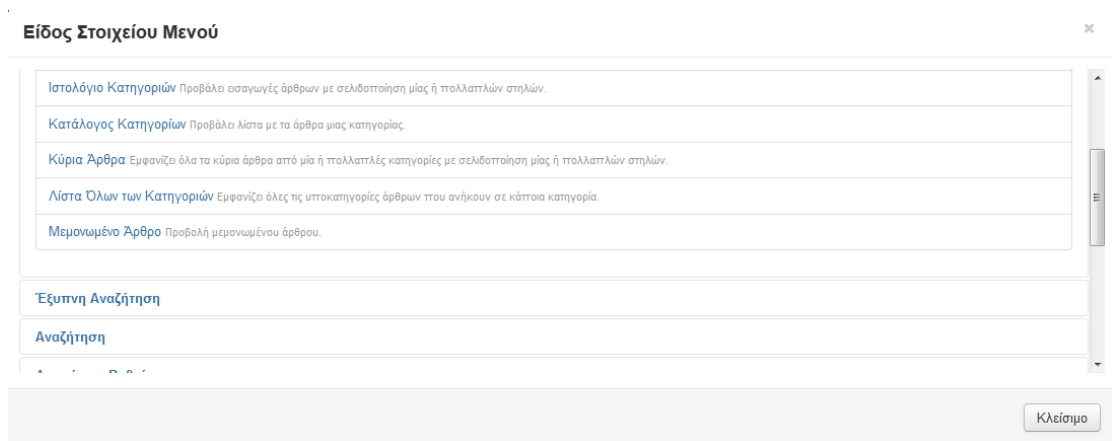 Είδος Στοιχείου Μενού
×
Ιστολόγιο Κατηγοριών Προβάλει εισαγωγές άρθρων με σελιδοποίηση μίας ή πολλαπλών στηλών.
Κατάλογος Κατηγορίων Προβάλει λίστα με τα άρθρα μιας κατηγορίας.
Κύρια Άρθρα Εμφανίζει όλα τα κύρια άρθρα από μία ή πολλαπλές κατηγορίες με σελιδοποίηση μίας ή πολλαπλών στηλών.
Λίστα Όλων των Κατηγοριών Εμφανίζει όλες τις υποκατηγορίες άρθρων που ανήκουν σε κάποια κατηγορία.
Μεμονωμένο Άρθρο Προβολή μεμονωμένου άρθρου.
Έξυπνη Αναζήτηση
Αναζήτηση
Κλείσιμο